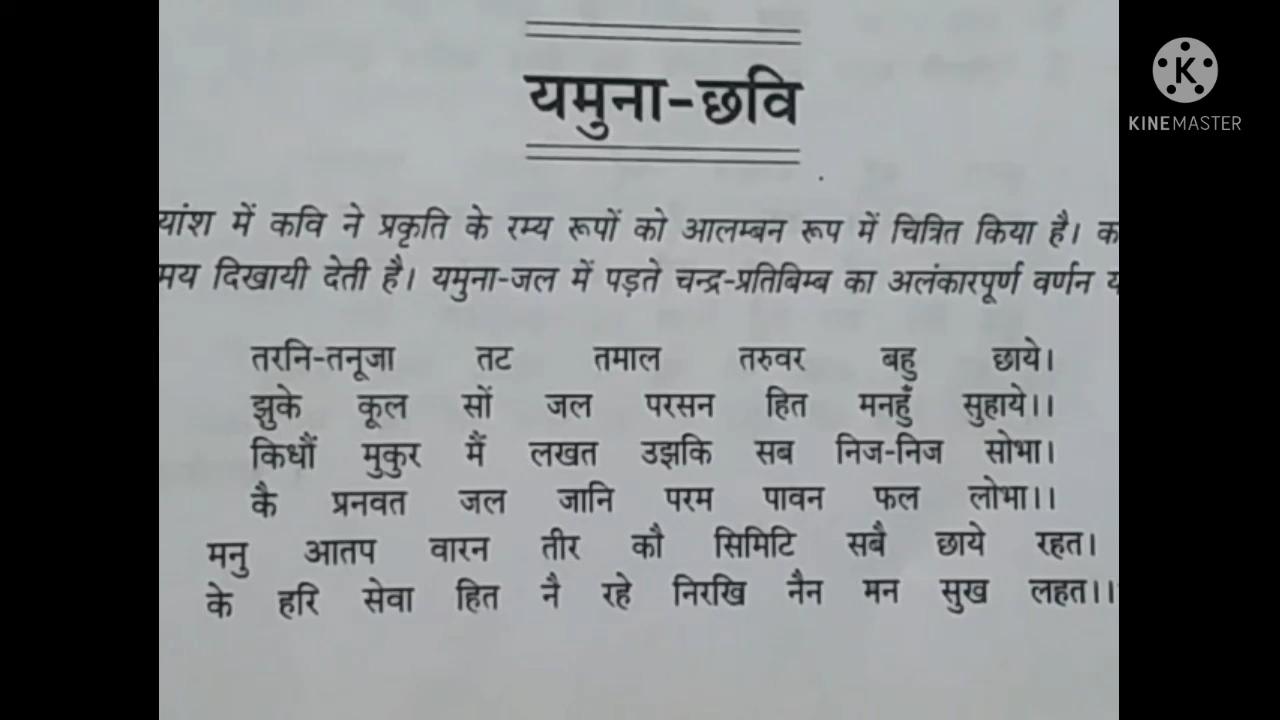 यमुना-छवि
K
KINEMASTER
यांश में कवि ने प्रकृति के रम्य रूपों को आलम्बन रूप में चित्रित किया है। क
मय दिखायी देती है। यमुना-जल में पड़ते चन्द्र-प्रतिबिम्ब का अलंकारपूर्ण वर्णन य
तरनि-तनूजा तट तमाल तरुवर बहु छाये।
झुके कूल सों जल परसन हित मनहुँ सुहाये।।
किधौं मुकुर मैं लखत उझकि सब निज-निज सोभा।
कै प्रनवत जल जानि परम पावन फल लोभा।।
मनु आतप वारन तीर कौ सिमिटि सबै छाये रहत।
के हरि सेवा हित नै रहे निरखि नैन मन सुख लहत।।